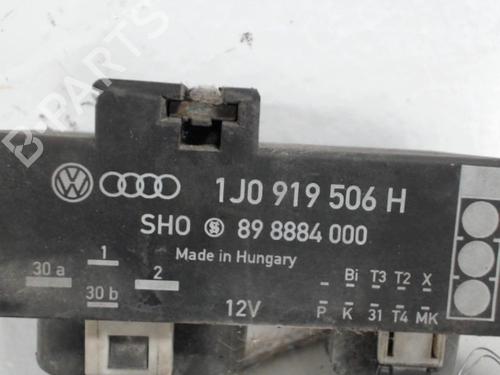 B-PARTS
1J0 919 506 H
SHO 89 8884 000
Made in Hungary
30 a 1 2
30 b
12V
- Bi T3 T2 X
P K 31 T4 MK